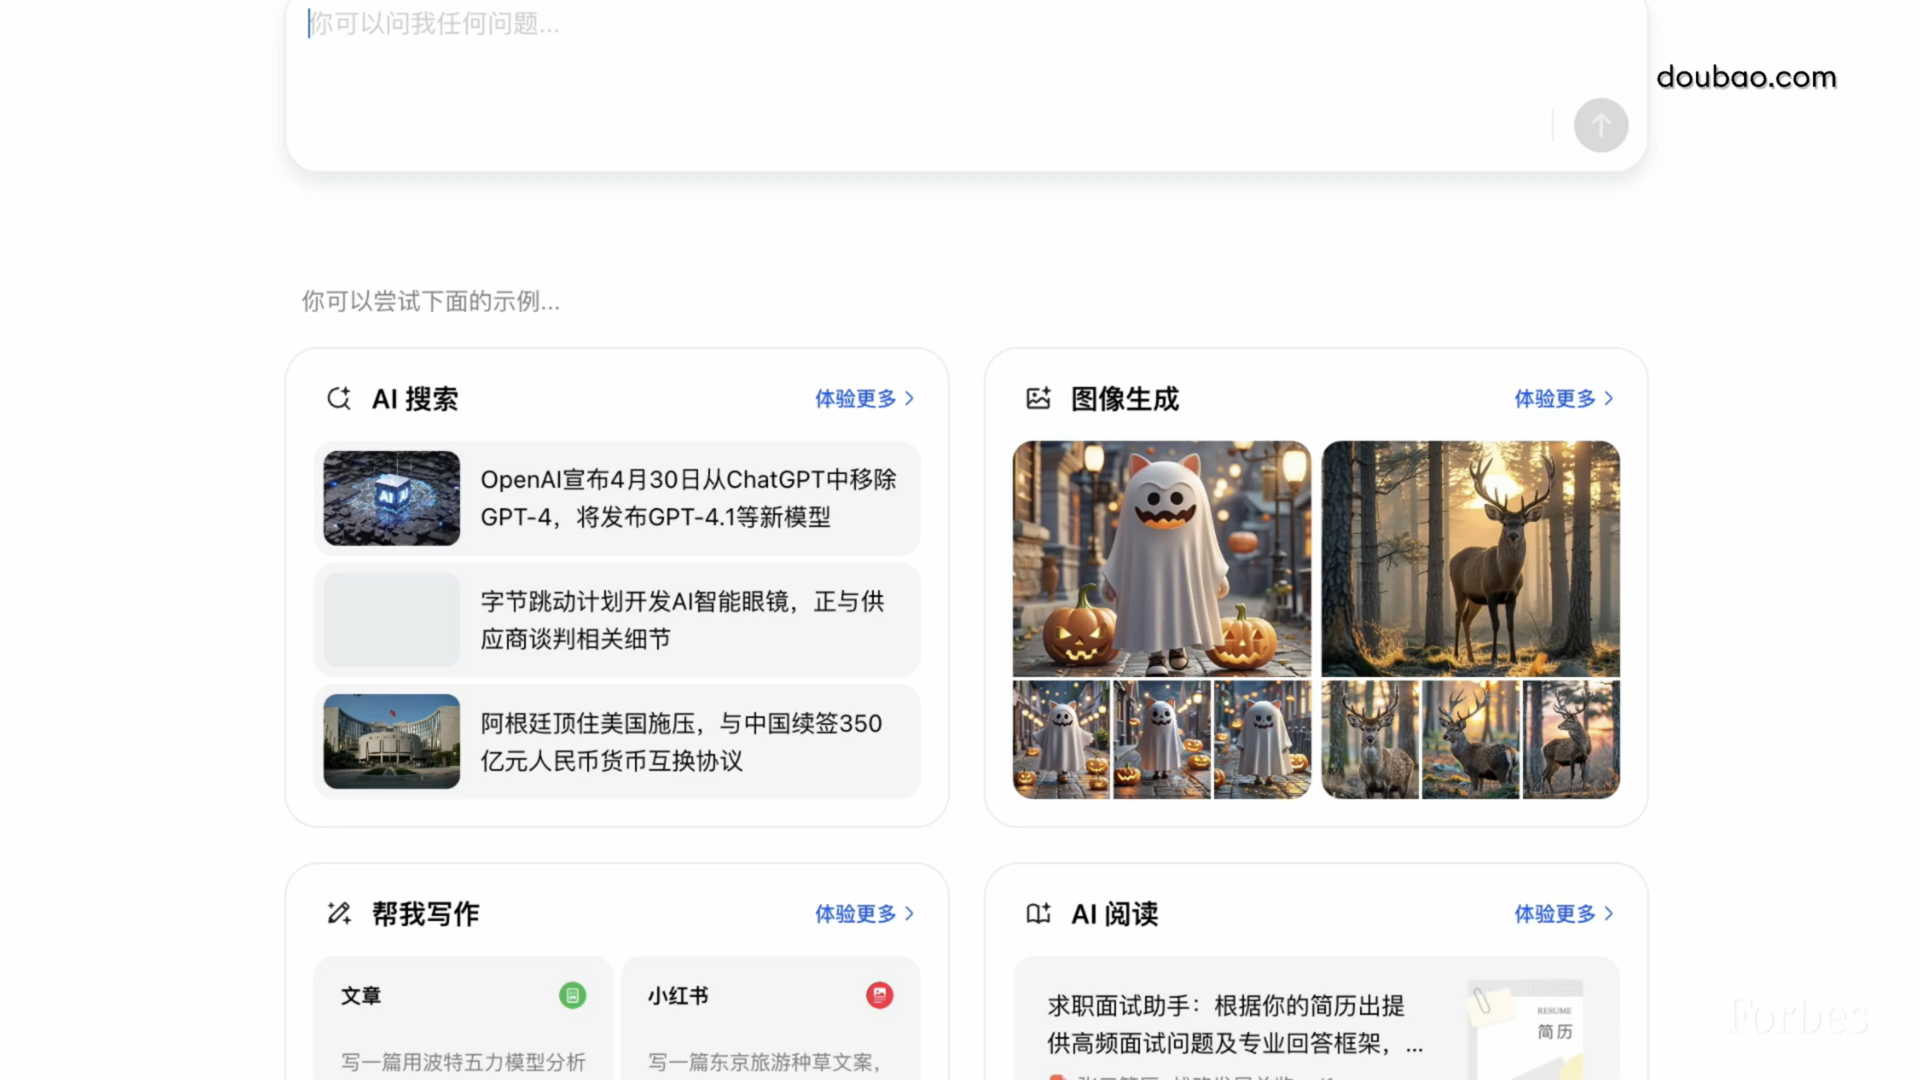 你可以问我任何问题...
doubao.com
你可以尝试下面的示例...
AI 搜索
体验更多
OpenAI宣布4月30日从ChatGPT中移除
GPT-4，将发布GPT-4.1等新模型
字节跳动计划开发AI智能眼镜，正与供
应商谈判相关细节
阿根廷顶住美国施压，与中国续签350
亿元人民币货币互换协议
图像生成
体验更多
帮我写作
体验更多
文章
写一篇用波特五力模型分析
小红书
写一篇东京旅游种草文案，
AI 阅读
体验更多
求职面试助手：根据你的简历出提
供高频面试问题及专业回答框架，...
RESUME
简历
Forbes